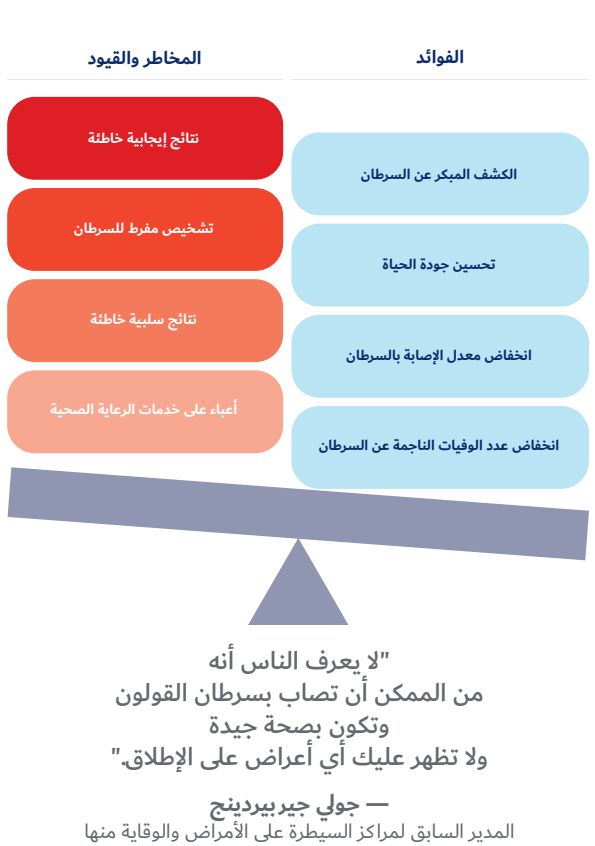 الفوائد
الكشف المبكر عن السرطان
تحسين جودة الحياة
انخفاض معدل الإصابة بالسرطان
انخفاض عدد الوفيات الناجمة عن السرطان
المخاطر والقيود
نتائج إيجابية خاطئة
تشخيص مفرط للسرطان
نتائج سلبية خاطئة
أعباء على خدمات الرعاية الصحية
"لا يعرف الناس أنه
من الممكن أن تصاب بسرطان القولون
وتكون بصحة جيدة
ولا تظهر عليك أي أعراض على الإطلاق."
— جولي جيربيردينج
المدير السابق لمراكز السيطرة على الأمراض والوقاية منها